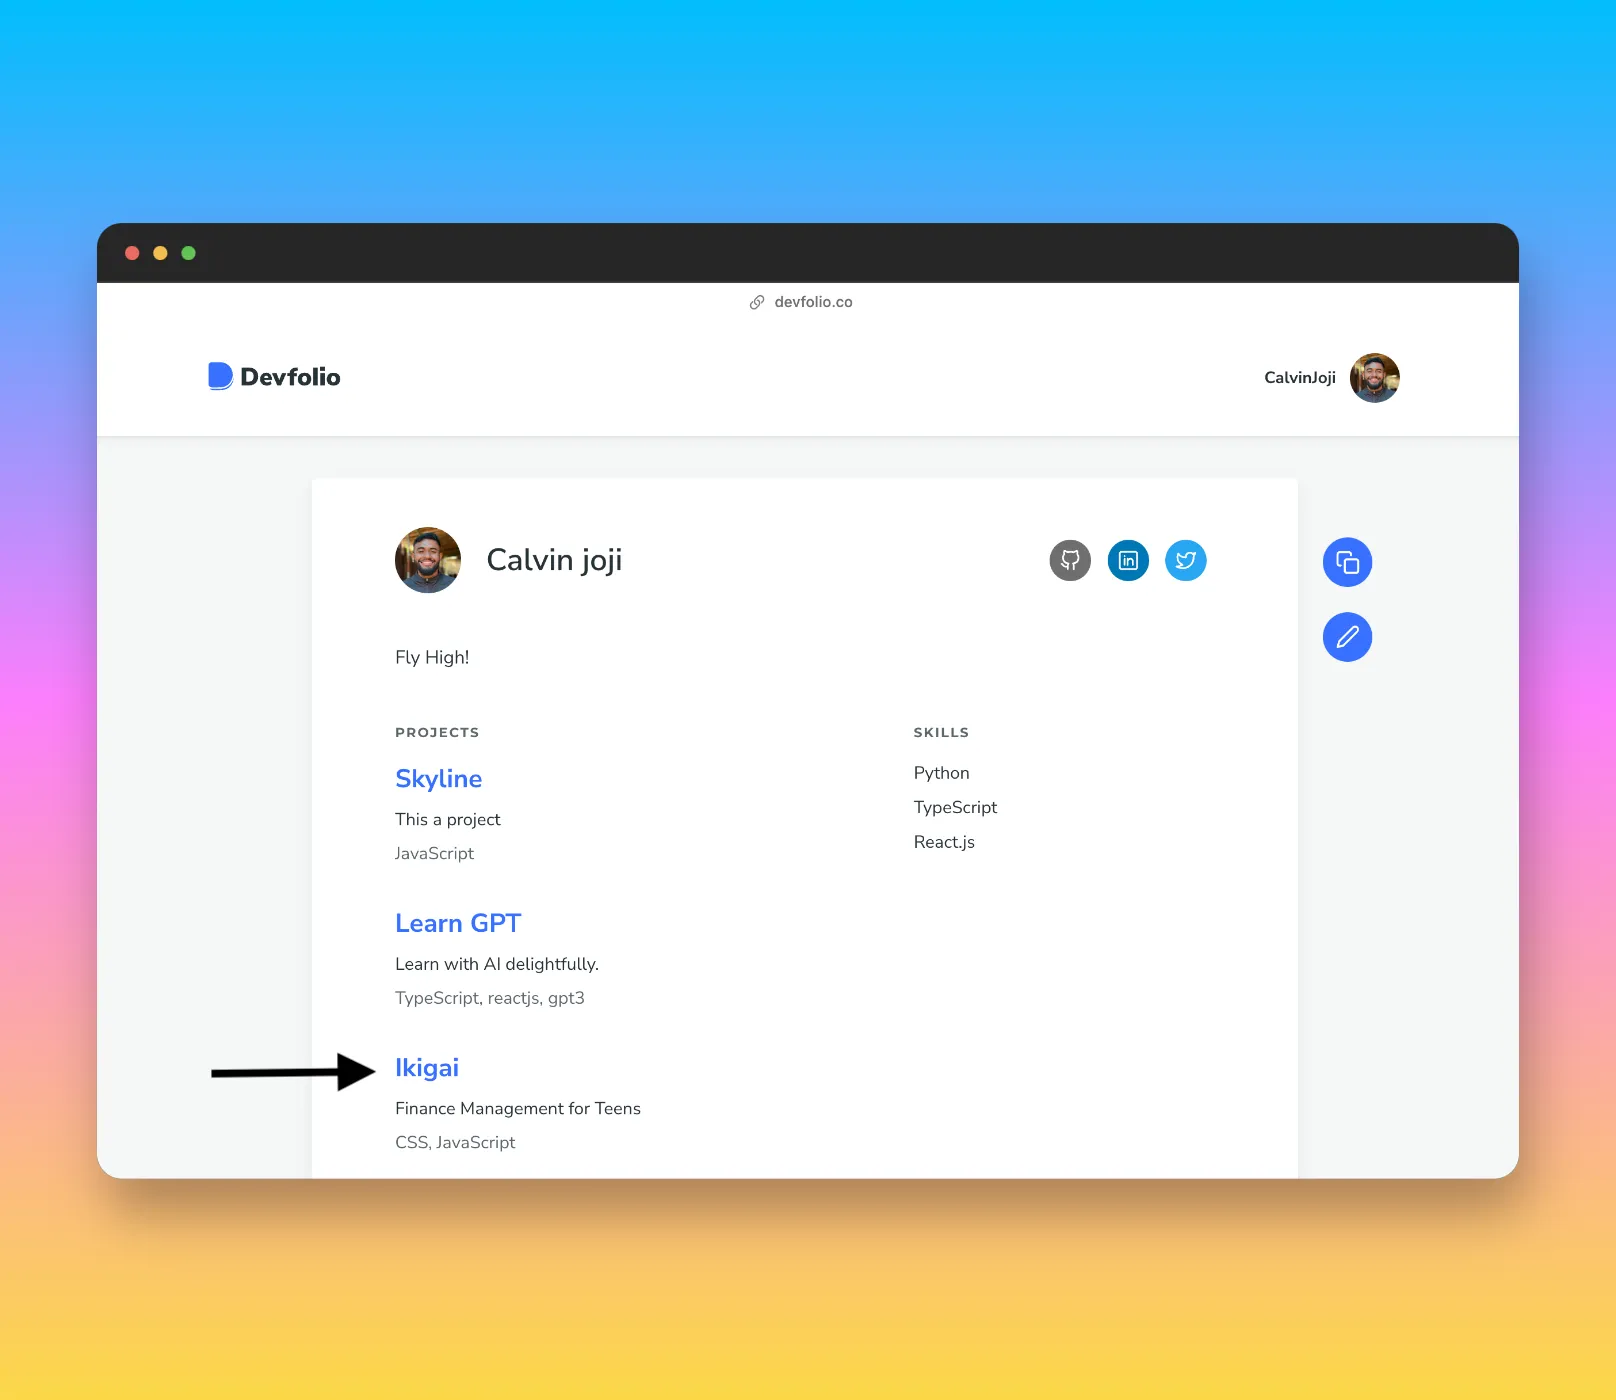 devfolio.co
Devfolio
CalvinJoji
Calvin joji
in
Fly High!
PROJECTS
Skyline
This a project
JavaScript
Learn GPT
Learn with AI delightfully.
TypeScript, reactjs, gpt3
Ikigai
Finance Management for Teens
CSS, JavaScript
SKILLS
Python
TypeScript
React.js